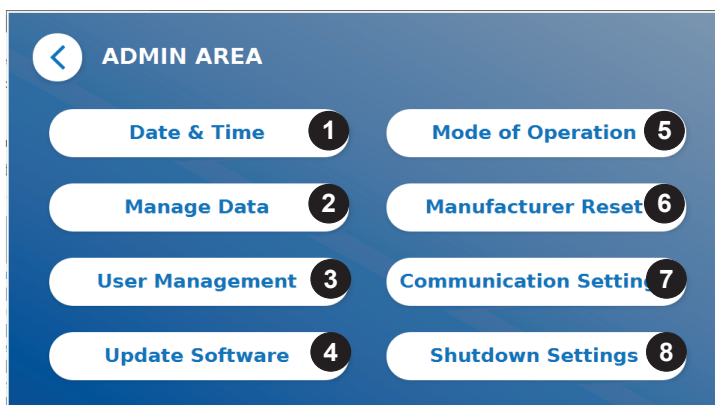 ADMIN AREA
Date & Time 1
Manage Data 2
User Management 3
Update Software 4
Mode of Operation 5
Manufacturer Reset 6
Communication Setting 7
Shutdown Settings 8